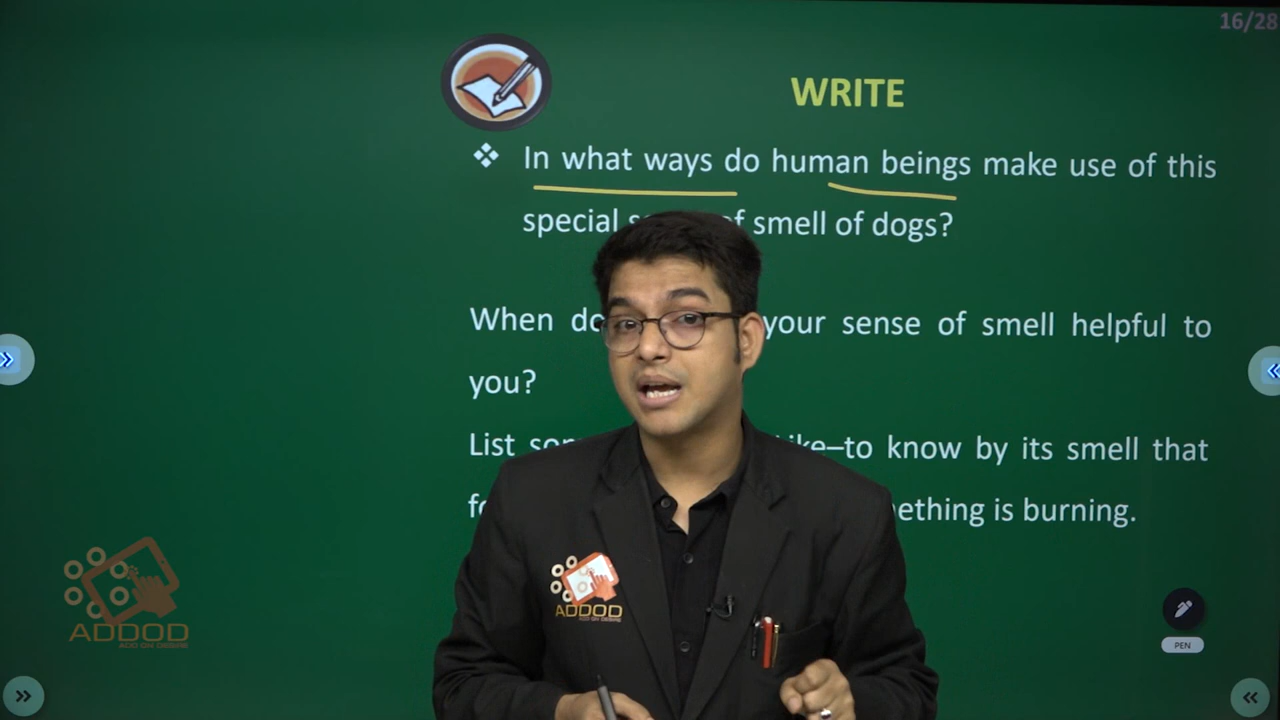 16/28
WRITE
❖ In what ways do human beings make use of this
special of smell of dogs?
When do your sense of smell helpful to
you?
List to know by its smell that
is burning.
ADDOD
ADD ON DESIRE
ADDOD
PEN